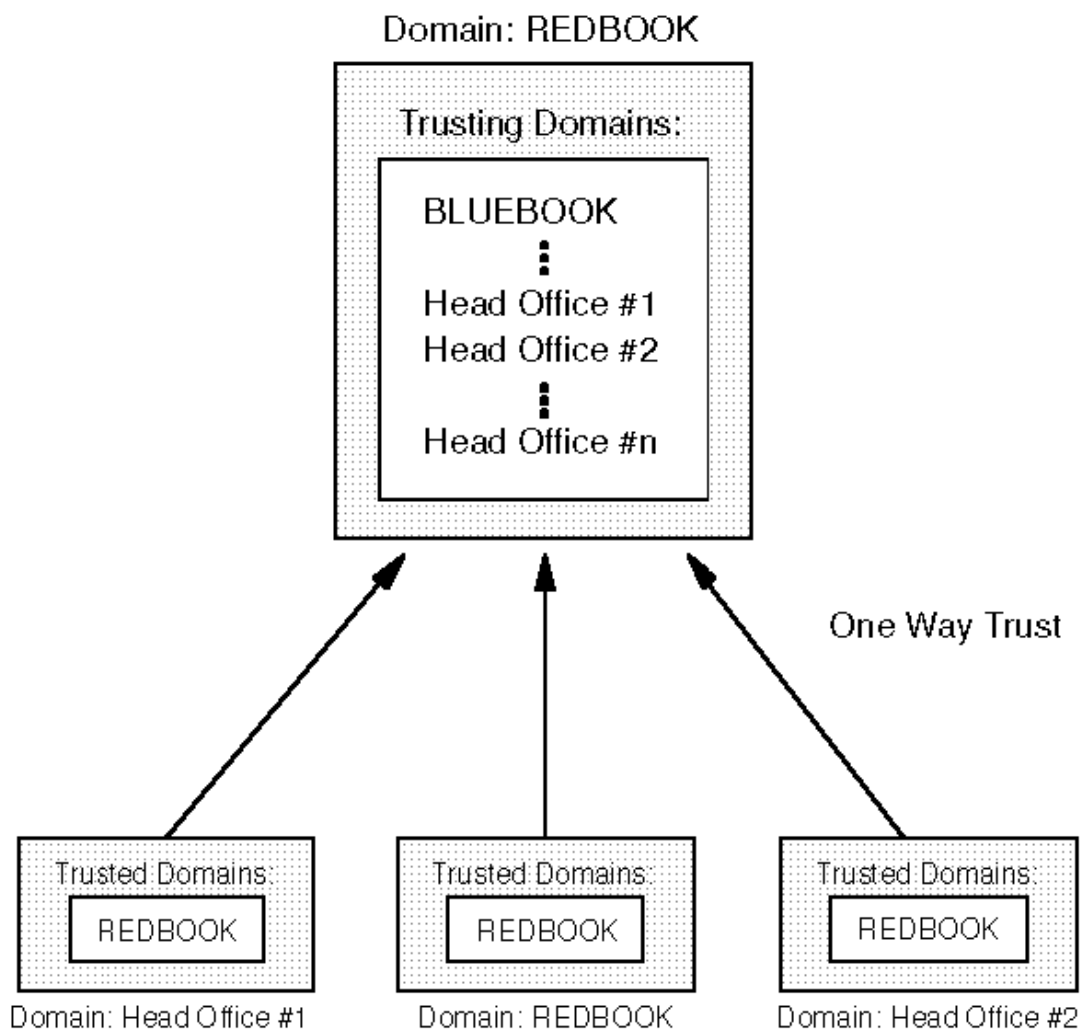 Domain: REDBOOK
Trusting Domains:
BLUEBOOK
Head Office #1
Head Office #2
Head Office #n
One Way Trust
Trusted Domains:
REDBOOK
Domain: Head Office #1
Trusted Domains:
REDBOOK
Domain: REDBOOK
Trusted Domains:
REDBOOK
Domain: Head Office #2